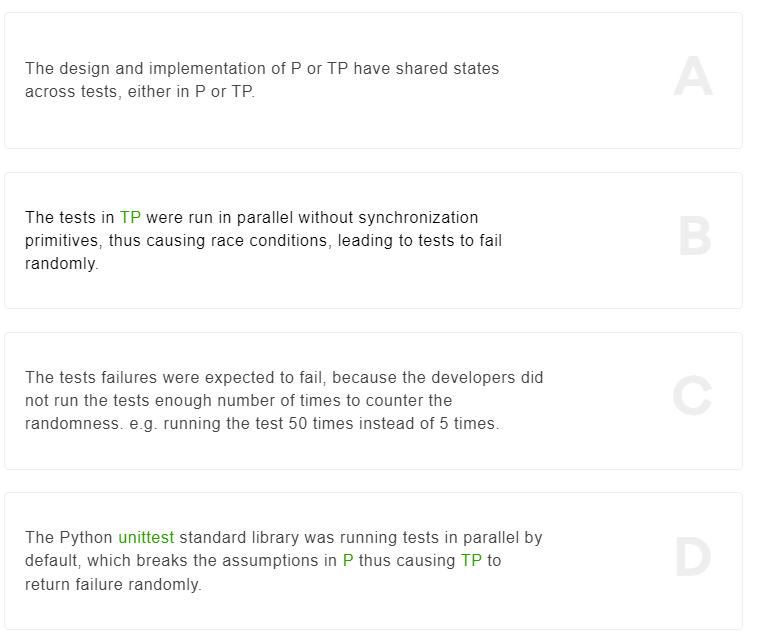 The design and implementation of P or TP have shared states
across tests, either in P or TP.
A
The tests in TP were run in parallel without synchronization
primitives, thus causing race conditions, leading to tests to fail
randomly.
B
The tests failures were expected to fail, because the developers did
not run the tests enough number of times to counter the
randomness. e.g. running the test 50 times instead of 5 times.
C
The Python unittest standard library was running tests in parallel by
default, which breaks the assumptions in P thus causing TP to
return failure randomly.
D